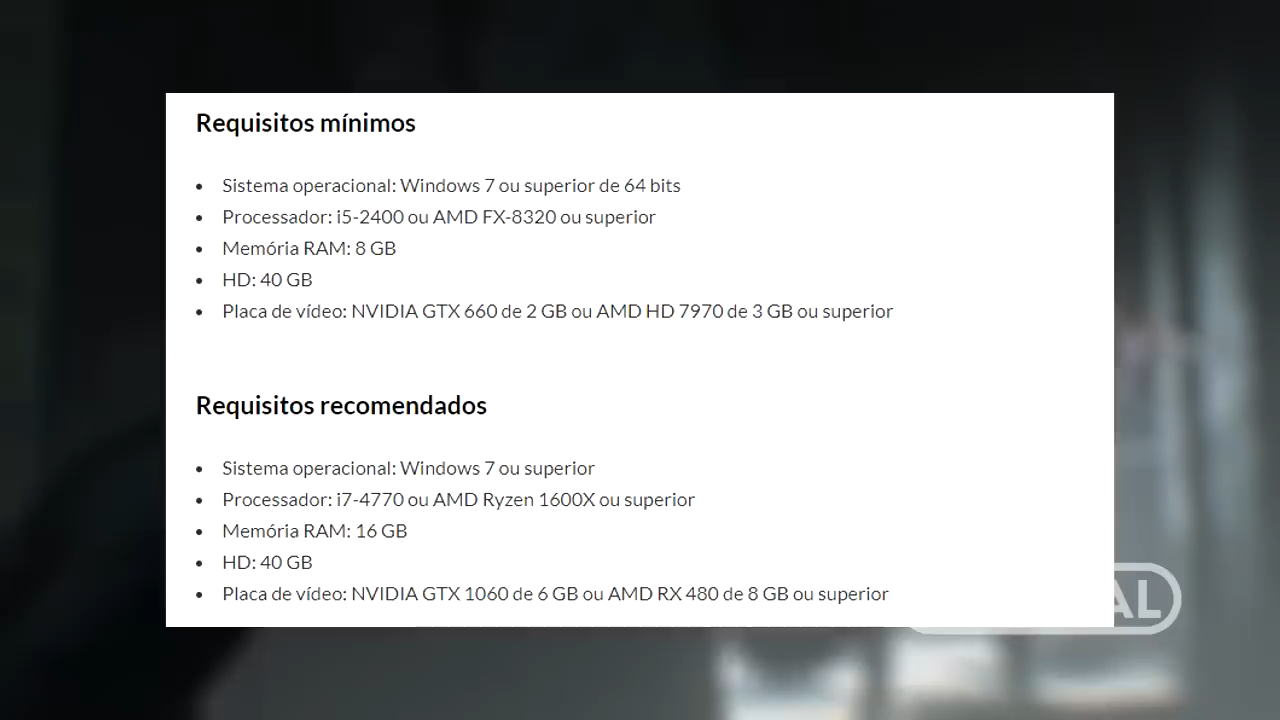 Requisitos mínimos
• Sistema operacional: Windows 7 ou superior de 64 bits
• Processador: i5-2400 ou AMD FX-8320 ou superior
• Memória RAM: 8 GB
• HD: 40 GB
• Placa de vídeo: NVIDIA GTX 660 de 2 GB ou AMD HD 7970 de 3 GB ou superior
Requisitos recomendados
• Sistema operacional: Windows 7 ou superior
• Processador: i7-4770 ou AMD Ryzen 1600X ou superior
• Memória RAM: 16 GB
• HD: 40 GB
• Placa de vídeo: NVIDIA GTX 1060 de 6 GB ou AMD RX 480 de 8 GB ou superior